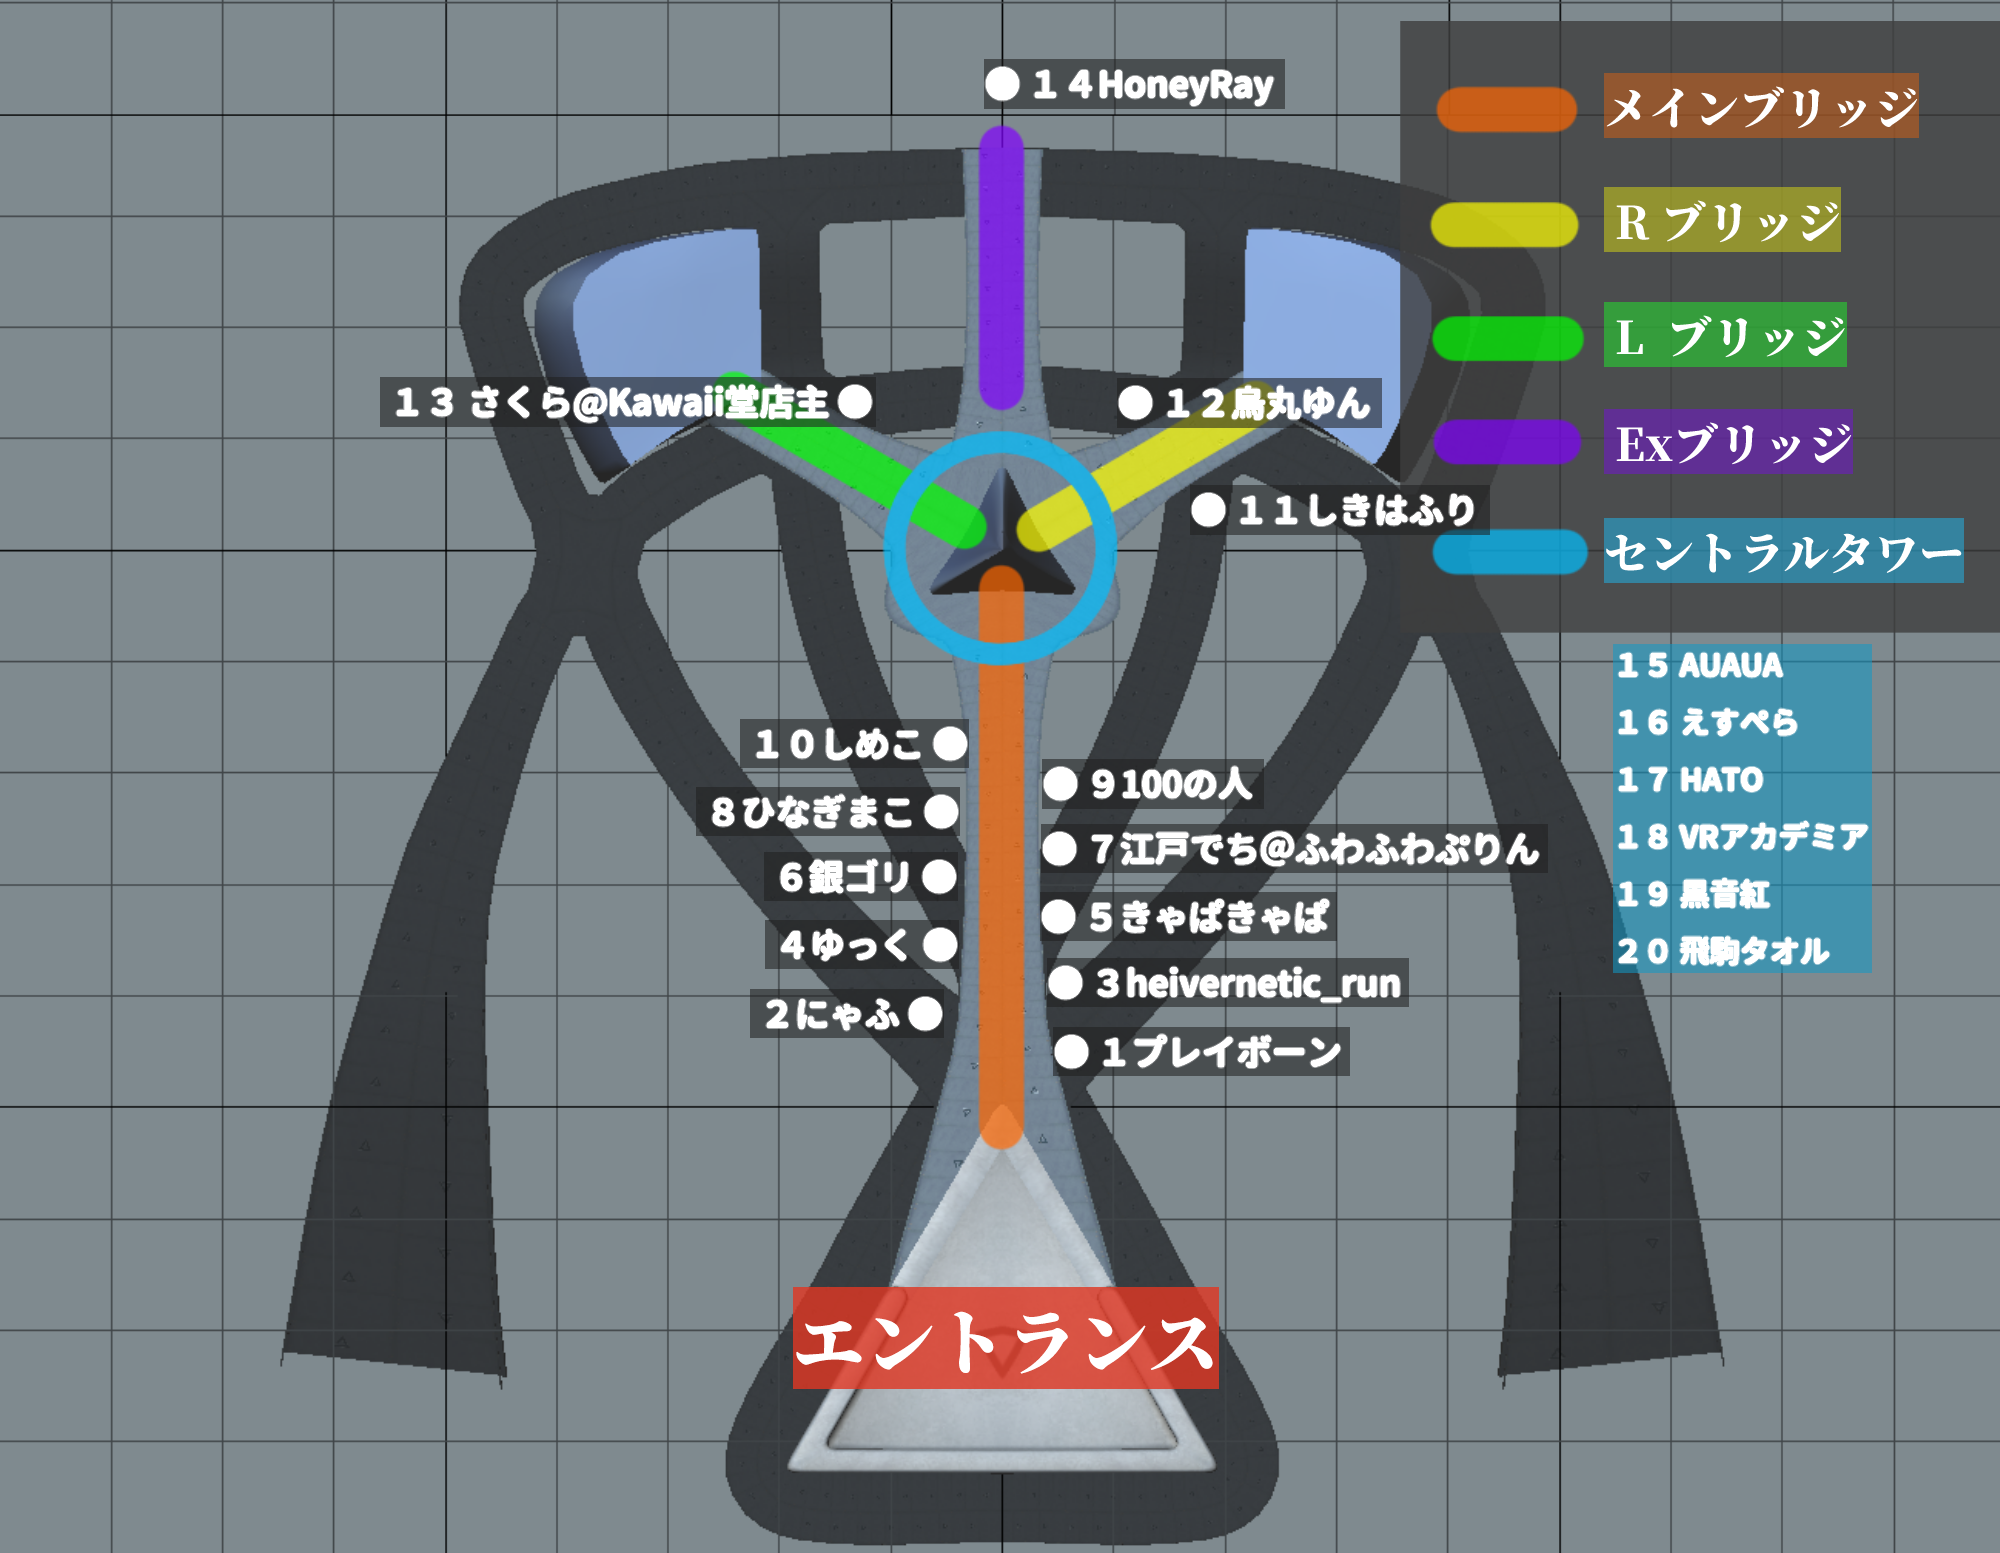 １４HoneyRay
メインブリッジ
R ブリッジ
L ブリッジ
Exブリッジ
セントラルタワー
１３ さくら@Kawaii堂店主
１２烏丸ゆん
１１しきはふり
１５ AUAUA
１６ えすぺら
１７ HATO
１８ VRアカデミア
１９ 黒音紅
２０ 飛駒タオル
１０しめこ
９100の人
８ひなぎまこ
７江戸でち@ふわふわぷりん
６銀ゴリ
５きゃぱきゃぱ
４ゆっく
３heivernetic_run
２にゃふ
１プレイボーン
エントランス